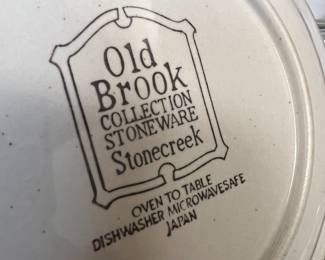 Old
Brook
COLLECTION
STONEWARE
Stonecreek
OVEN TO TABLE
DISHWASHER MICROWAVESAFE
JAPAN